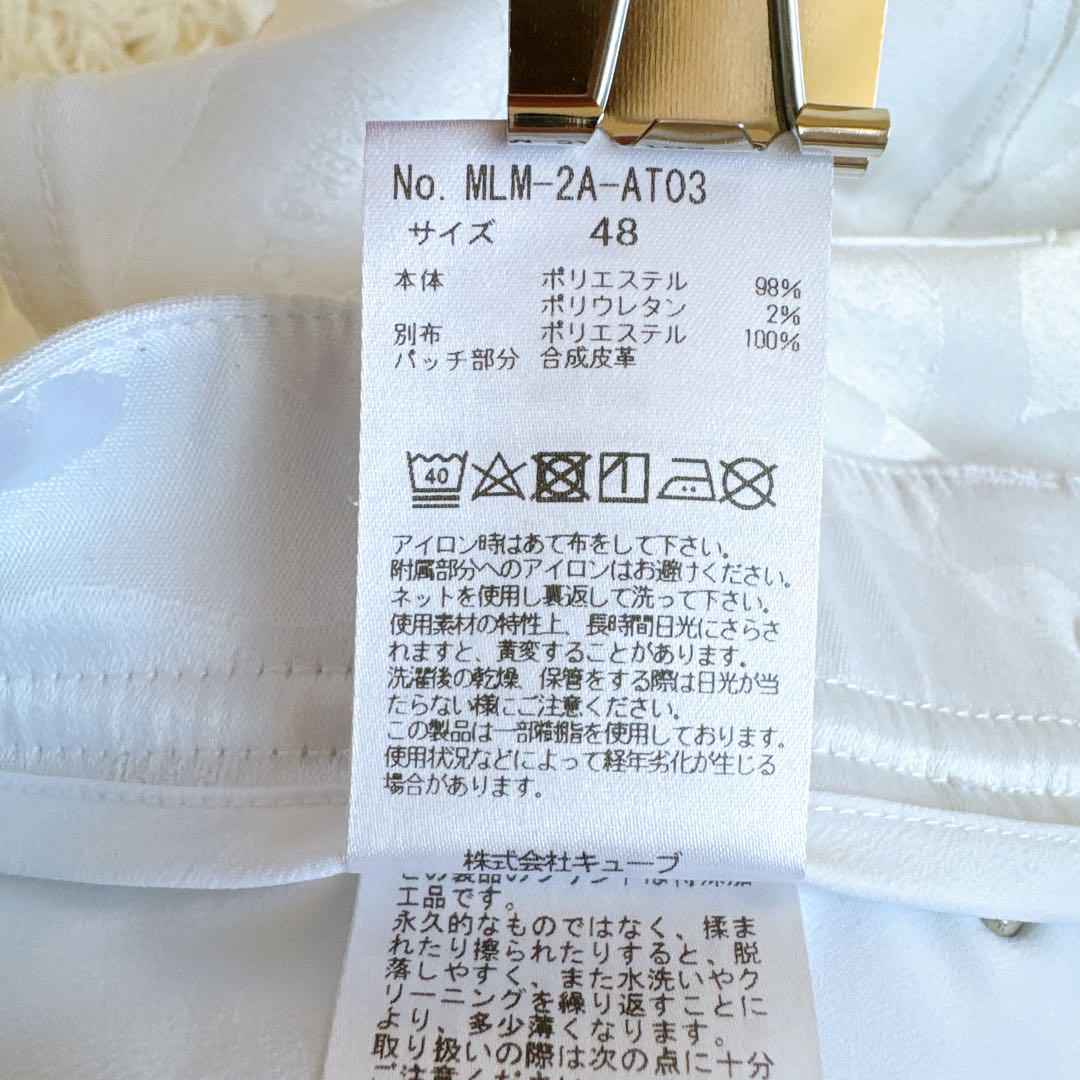 No. MLM-2A-AT03
サイズ 48
本体 ポリエステル 98%
ポリウレタン 2%
別布 ポリエステル 100%
パッチ部分 合成皮革
40
アイロン時はあて布をして下さい。
附属部分へのアイロンはお避けください。
ネットを使用し裏返して洗って下さい。
使用素材の特性上、長時間日光にさらさ
れますと、黄変することがあります。
洗濯後の乾燥、保管をする際は日光が当
たらない様にご注意ください。
この製品は一部樹脂を使用しております。
使用状況などによって経年劣化が生じる
場合があります。
株式会社キューブ
この製品のプリントは特殊加
工品です。
永久的なものではなく、揉ま
れたり擦られたりすると、脱
落しやすく、また水洗いやク
リーニングを繰り返すことに
より、多少薄くなります。
取り扱いの際は次の点に十分